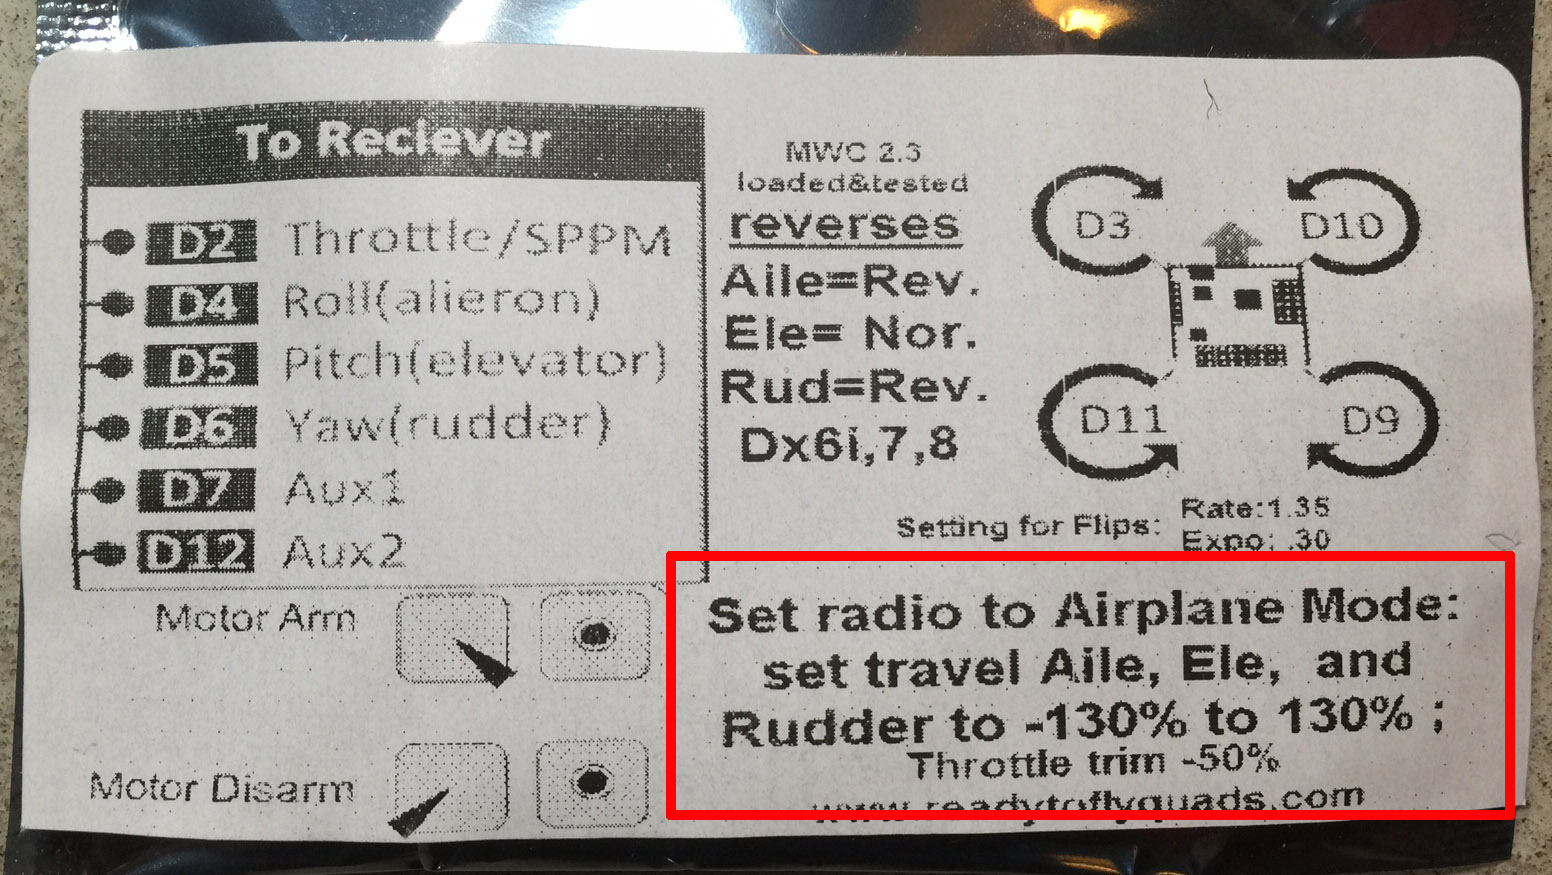 To Reciever
D2 Throttle/SPPM
D4 Roll(alieron)
D5 Pitch(elevator)
D6 Yaw(rudder)
D7 Aux1
D12 Aux2
Motor Arm
Motor Disarm
MWC 2.3
loaded&tested
reverses
Aile=Rev.
Ele= Nor.
Rud=Rev.
Dx6i,7,8
D3
D10
D11
D9
Setting for Flips:
Rate:1.35
Expo: .30
Set radio to Airplane Mode:
set travel Aile, Ele, and
Rudder to -130% to 130% ;
Throttle trim -50%
www.readytoflyquads.com